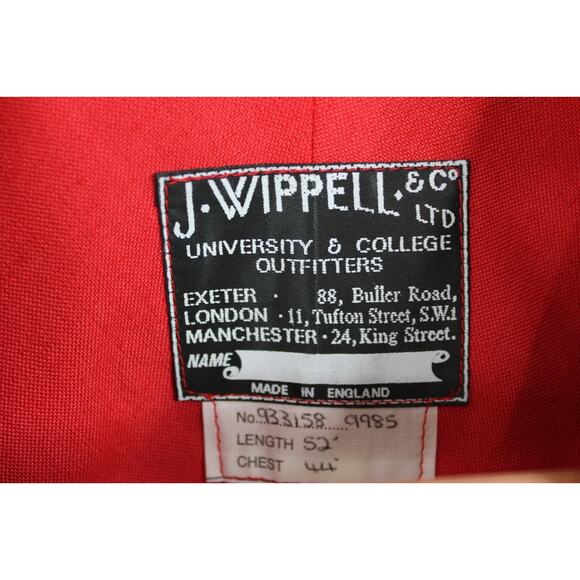 J. WIPPELL. & Co
LTD
UNIVERSITY & COLLEGE
OUTFITTERS
EXETER · 88, Buller Road,
LONDON · 11, Tufton Street, S.W.1
MANCHESTER · 24, King Street.
NAME
MADE IN ENGLAND
No. 933158 9985
LENGTH 52"
CHEST 44"